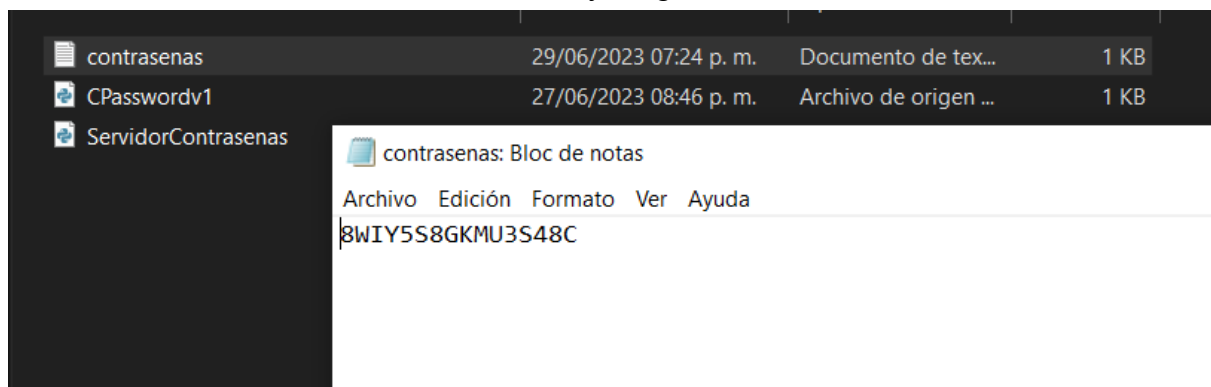 contrasenas 29/06/2023 07:24 p. m. Documento de tex... 1 KB
CPasswordv1 27/06/2023 08:46 p. m. Archivo de origen ... 1 KB
ServidorContrasenas
contrasenas: Bloc de notas
Archivo Edición Formato Ver Ayuda
8WIY5S8GKMU3S48C